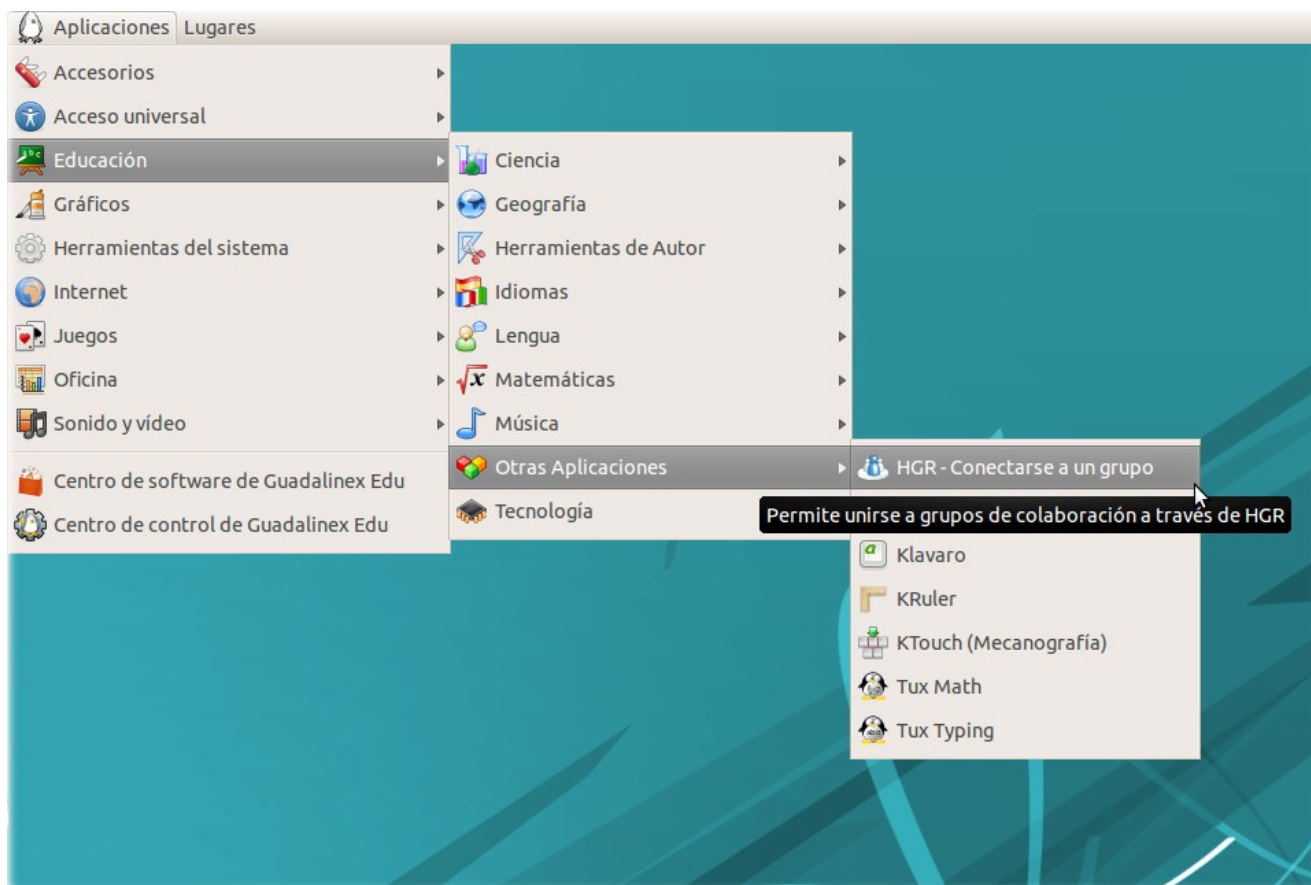 Aplicaciones Lugares
Accesorios
Acceso universal
Educación
Gráficos
Herramientas del sistema
Internet
Juegos
Oficina
Sonido y vídeo
Centro de software de Guadalinex Edu
Centro de control de Guadalinex Edu
Ciencia
Geografía
Herramientas de Autor
Idiomas
Lengua
Matemáticas
Música
Otras Aplicaciones
Tecnología
HGR - Conectarse a un grupo
Permite unirse a grupos de colaboración a través de HGR
Klavaro
KRuler
KTouch (Mecanografía)
Tux Math
Tux Typing